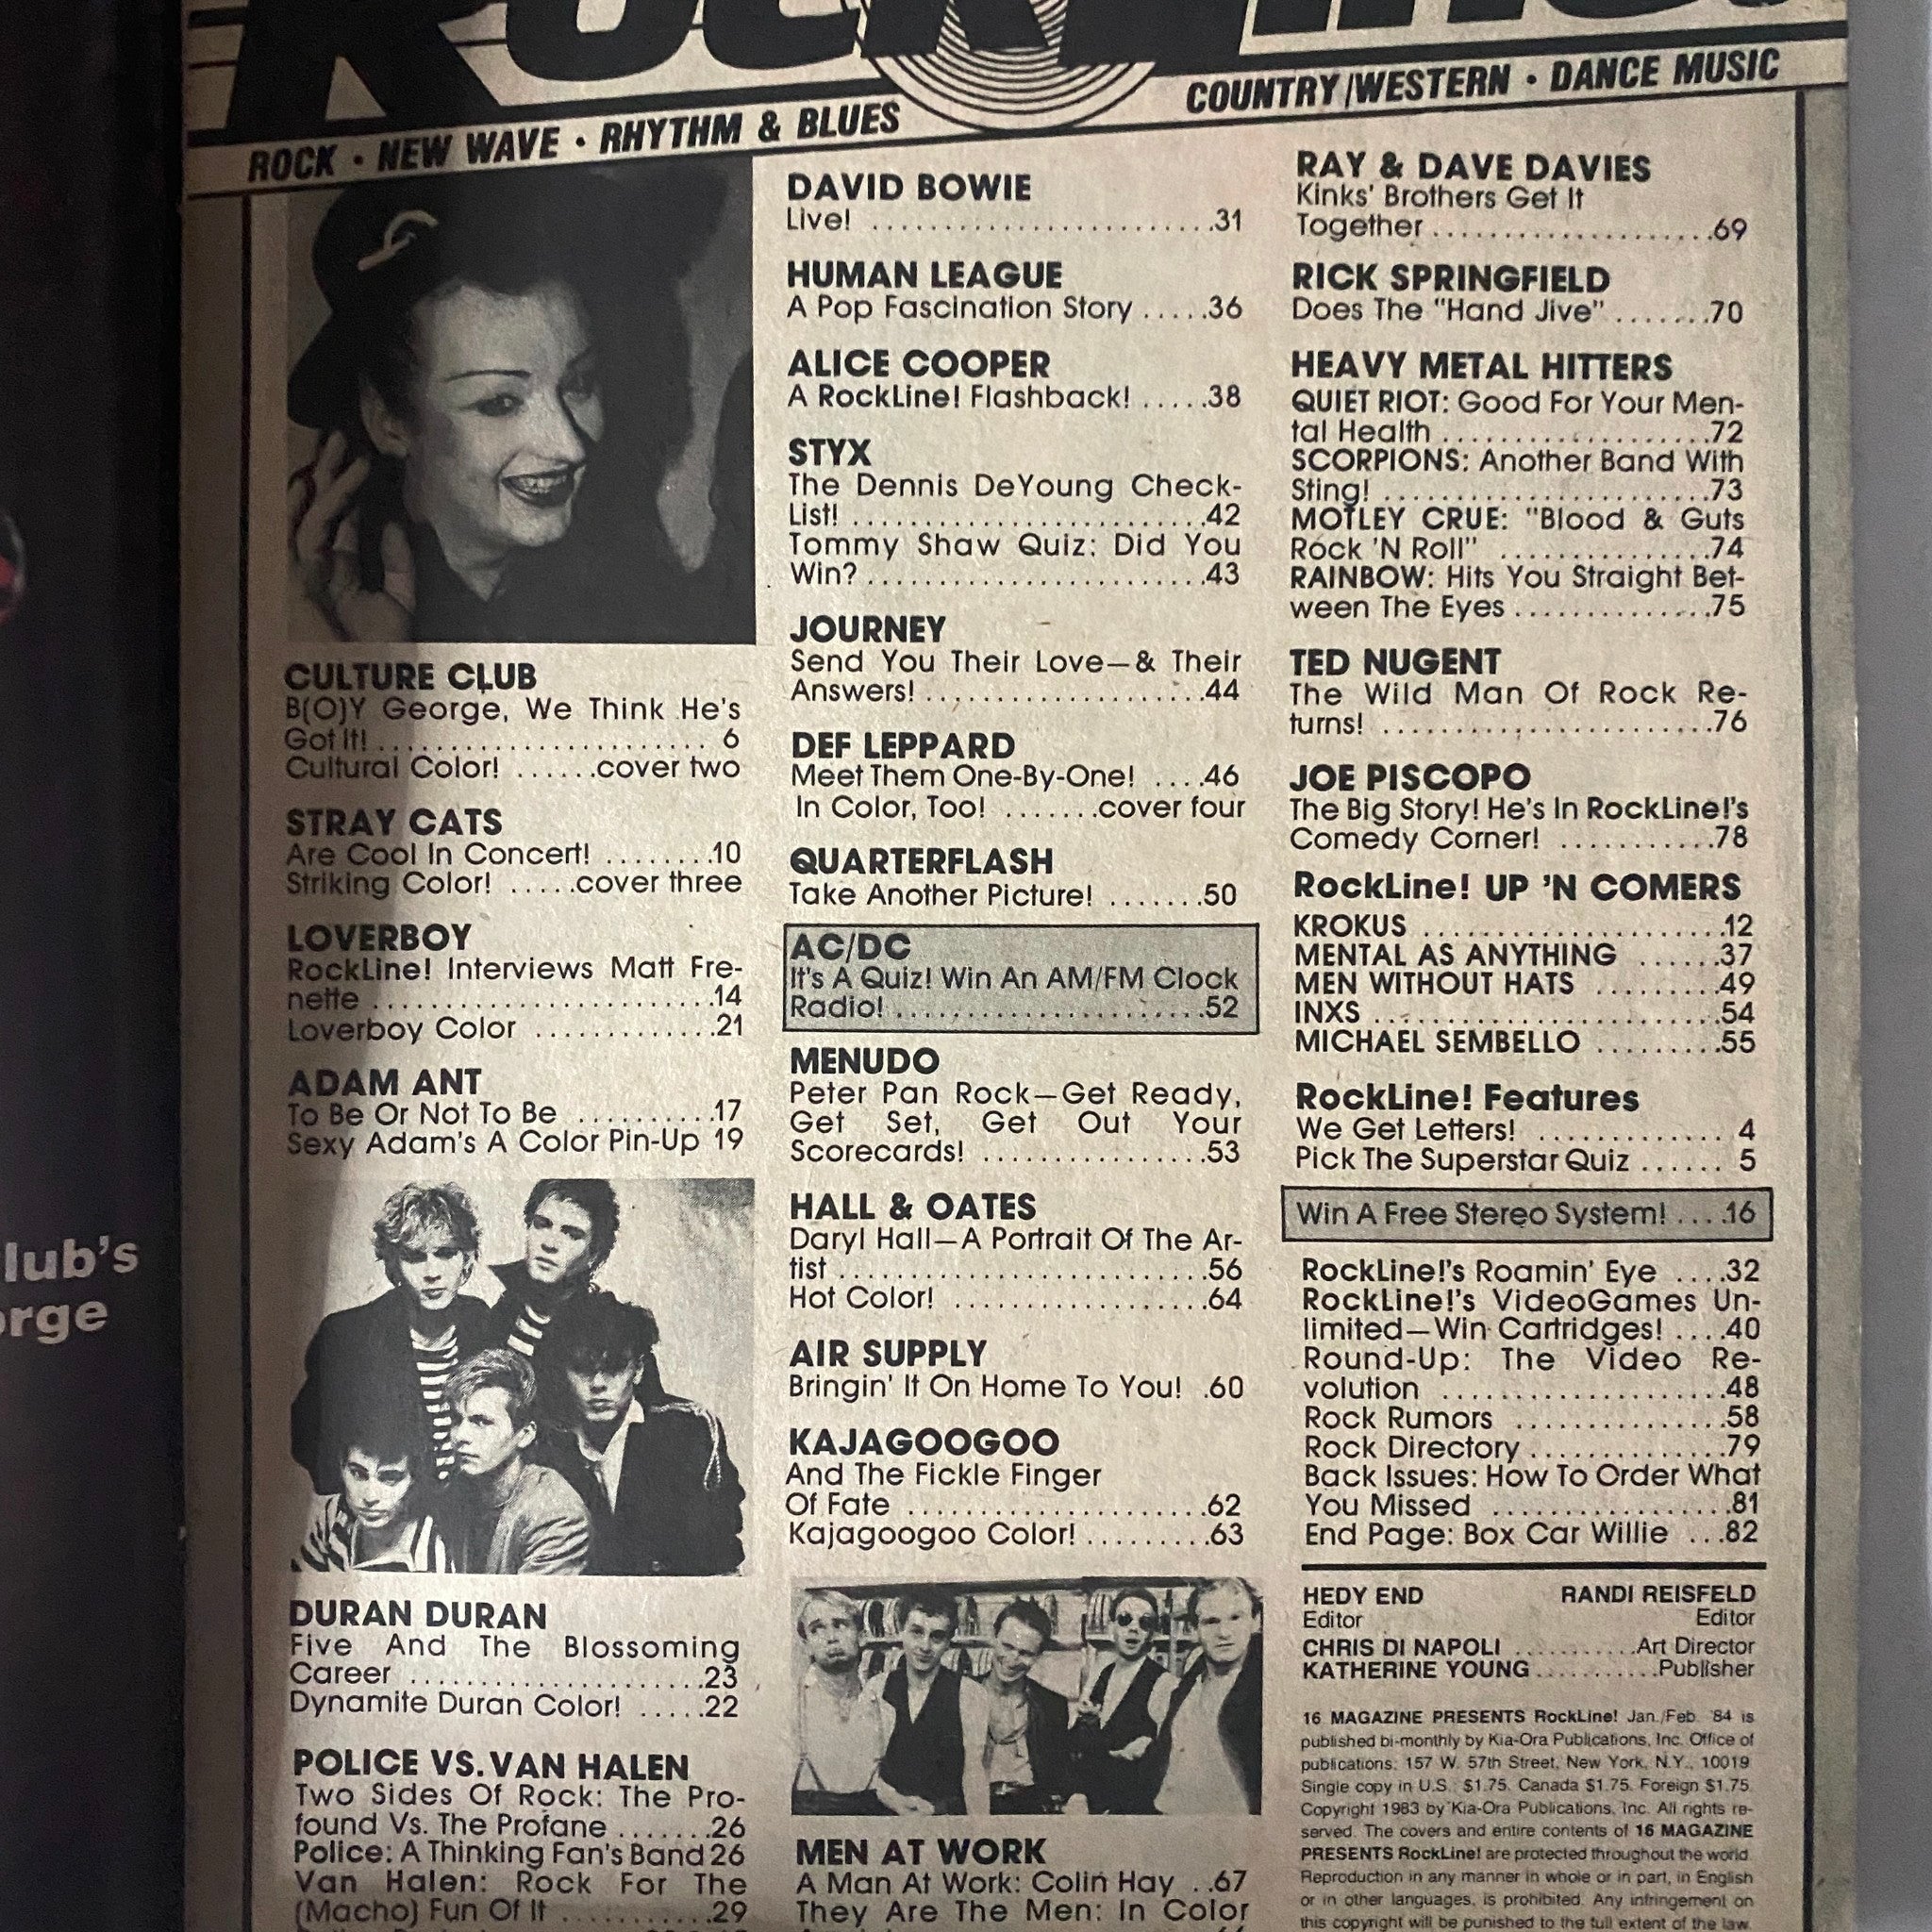 ROCK • NEW WAVE • RHYTHM & BLUES
COUNTRY/WESTERN • DANCE MUSIC
CULTURE CLUB
B(O)Y George, We Think He's
Got It! ........................ 6
Cultural Color! ......cover two
STRAY CATS
Are Cool In Concert! ........10
Striking Color! .....cover three
LOVERBOY
RockLine! Interviews Matt Fre-
nette ........................14
Loverboy Color .............21
ADAM ANT
To Be Or Not To Be ..........17
Sexy Adam's A Color Pin-Up 19
DURAN DURAN
Five And The Blossoming
Career .......................23
Dynamite Duran Color! .....22
POLICE VS. VAN HALEN
Two Sides Of Rock: The Pro-
found Vs. The Profane .......26
Police: A Thinking Fan's Band 26
Van Halen: Rock For The
(Macho) Fun Of It ...........29
DAVID BOWIE
Live! ........................31
HUMAN LEAGUE
A Pop Fascination Story .....36
ALICE COOPER
A RockLine! Flashback! .....38
STYX
The Dennis DeYoung Check-
List! .........................42
Tommy Shaw Quiz: Did You
Win? ........................43
JOURNEY
Send You Their Love—& Their
Answers! ....................44
DEF LEPPARD
Meet Them One-By-One! ....46
In Color, Too! .......cover four
QUARTERFLASH
Take Another Picture! .......50
AC/DC
It's A Quiz! Win An AM/FM Clock
Radio! ......................52
MENUDO
Peter Pan Rock—Get Ready,
Get Set, Get Out Your
Scorecards! ................53
HALL & OATES
Daryl Hall—A Portrait Of The Ar-
tist ..........................56
Hot Color! ..................64
AIR SUPPLY
Bringin' It On Home To You! .60
KAJAGOOGOO
And The Fickle Finger
Of Fate .....................62
Kajagoogoo Color! .........63
MEN AT WORK
A Man At Work: Colin Hay ..67
They Are The Men: In Color
RAY & DAVE DAVIES
Kinks' Brothers Get It
Together ....................69
RICK SPRINGFIELD
Does The "Hand Jive" .......70
HEAVY METAL HITTERS
QUIET RIOT: Good For Your Men-
tal Health ...................72
SCORPIONS: Another Band With
Sting! .......................73
MOTLEY CRUE: "Blood & Guts
Rock 'N Roll" ...............74
RAINBOW: Hits You Straight Bet-
ween The Eyes ..............75
TED NUGENT
The Wild Man Of Rock Re-
turns! ........................76
JOE PISCOPO
The Big Story! He's In RockLine!'s
Comedy Corner! ...........78
RockLine! UP 'N COMERS
KROKUS .....................12
MENTAL AS ANYTHING ......37
MEN WITHOUT HATS .........49
INXS ........................54
MICHAEL SEMBELLO .........55
RockLine! Features
We Get Letters! ............. 4
Pick The Superstar Quiz ...... 5
Win A Free Stereo System! ....16
RockLine!'s Roamin' Eye ....32
RockLine!'s VideoGames Un-
limited—Win Cartridges! ....40
Round-Up: The Video Re-
volution .....................48
Rock Rumors ...............58
Rock Directory ..............79
Back Issues: How To Order What
You Missed .................81
End Page: Box Car Willie ...82
HEDY END RANDI REISFELD
Editor Editor
CHRIS DI NAPOLI ..........Art Director
KATHERINE YOUNG ..........Publisher
16 MAGAZINE PRESENTS RockLine! Jan./Feb. '84 is
published bi-monthly by Kia-Ora Publications, Inc. Office of
publications: 157 W. 57th Street, New York, N.Y., 10019
Single copy in U.S.: $1.75. Canada $1.75. Foreign $1.75.
Copyright 1983 by Kia-Ora Publications, Inc. All rights re-
served. The covers and entire contents of 16 MAGAZINE
PRESENTS RockLine! are protected throughout the world.
Reproduction in any manner in whole or in part, in English
or in other languages, is prohibited. Any infringement on
this copyright will be punished to the full extent of the law.
lub's
orge